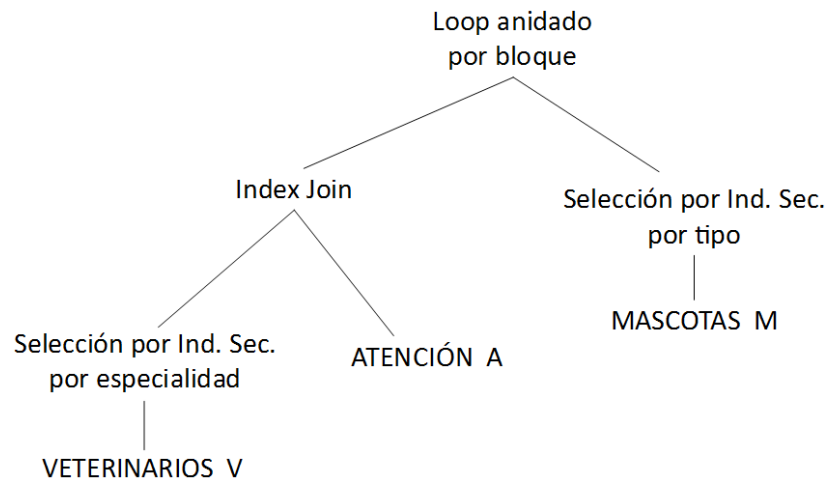 Loop anidado
por bloque
Index Join
Selección por Ind. Sec.
por tipo
MASCOTAS M
Selección por Ind. Sec.
por especialidad
ATENCIÓN A
VETERINARIOS V